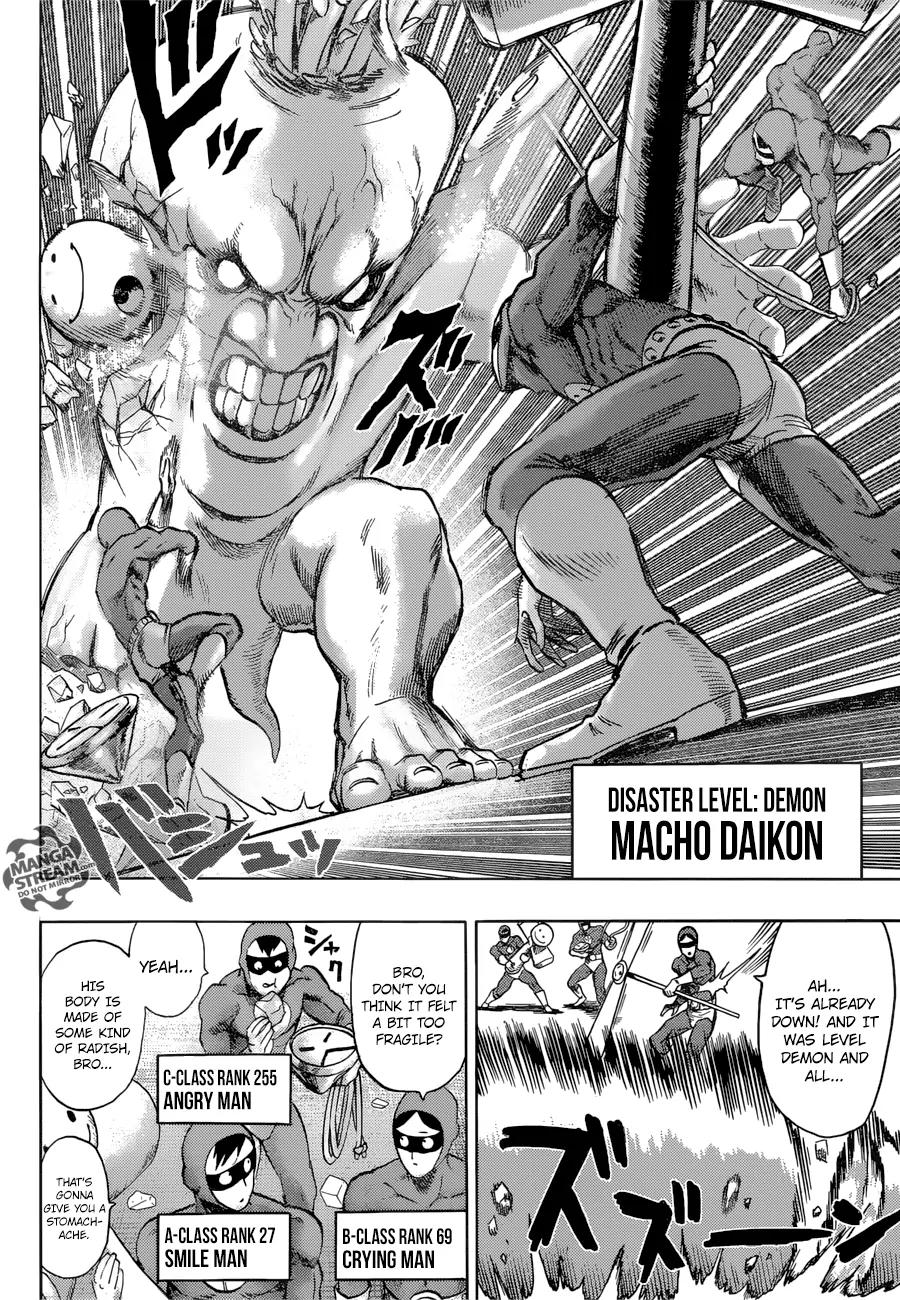 ドドッ
ズズ
バシュッッ
DISASTER LEVEL: DEMON
MACHO DAIKON
MANGA
STREAM.com
DO NOT MIRROR
YEAH...
HIS
BODY IS
MADE OF
SOME KIND
OF RADISH,
BRO...
シャク
BRO,
DON'T YOU
THINK IT FELT
A BIT TOO
FRAGILE?
C-CLASS RANK 255
ANGRY MAN
THAT'S
GONNA
GIVE YOU A
STOMACH-
ACHE.
A-CLASS RANK 27
SMILE MAN
B-CLASS RANK 69
CRYING MAN
AH...
IT'S ALREADY
DOWN! AND IT
WAS LEVEL
DEMON AND
ALL...
ズズーン